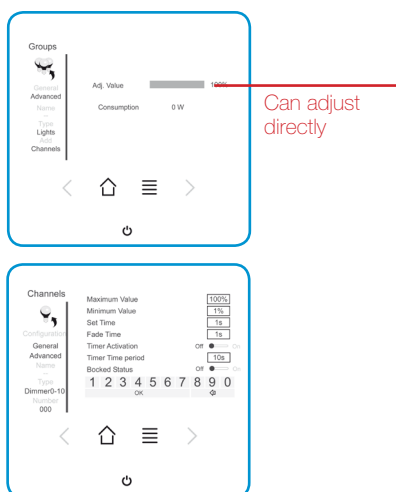 Groups
General
Advanced
Name
--
Type
Lights
Add
Channels
Adj. Value 100%
Consumption 0 W
Can adjust
directly
Channels
Configuration
General
Advanced
Name
--
Type
Dimmer0-10
Number
000
Maximum Value 100%
Minimum Value 1%
Set Time 1s
Fade Time 1s
Timer Activation Off On
Timer Time period 10s
Bocked Status Off On
1 2 3 4 5 6 7 8 9 0
OK